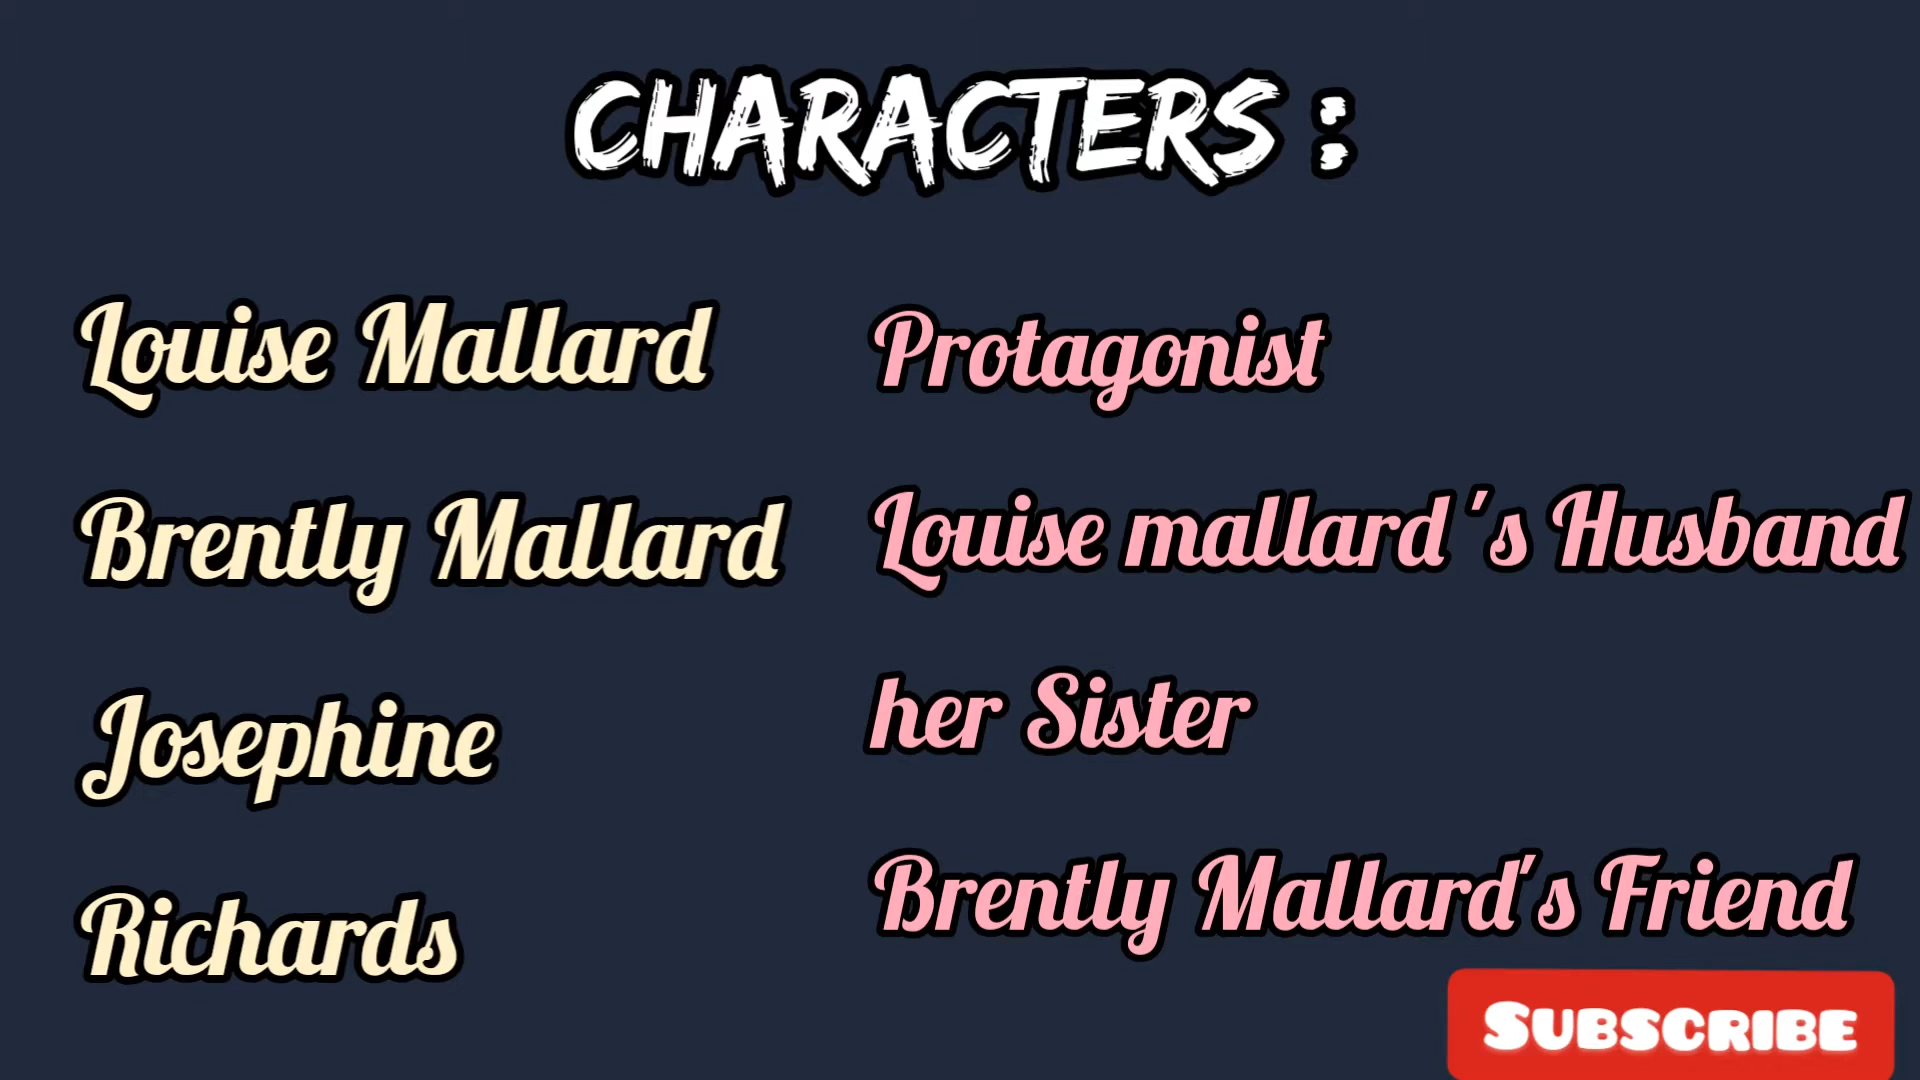 CHARACTERS :
Louise Mallard
Protagonist
Brently Mallard
Louise mallard 's Husband
Josephine
her Sister
Richards
Brently Mallard's Friend
SUBSCRIBE